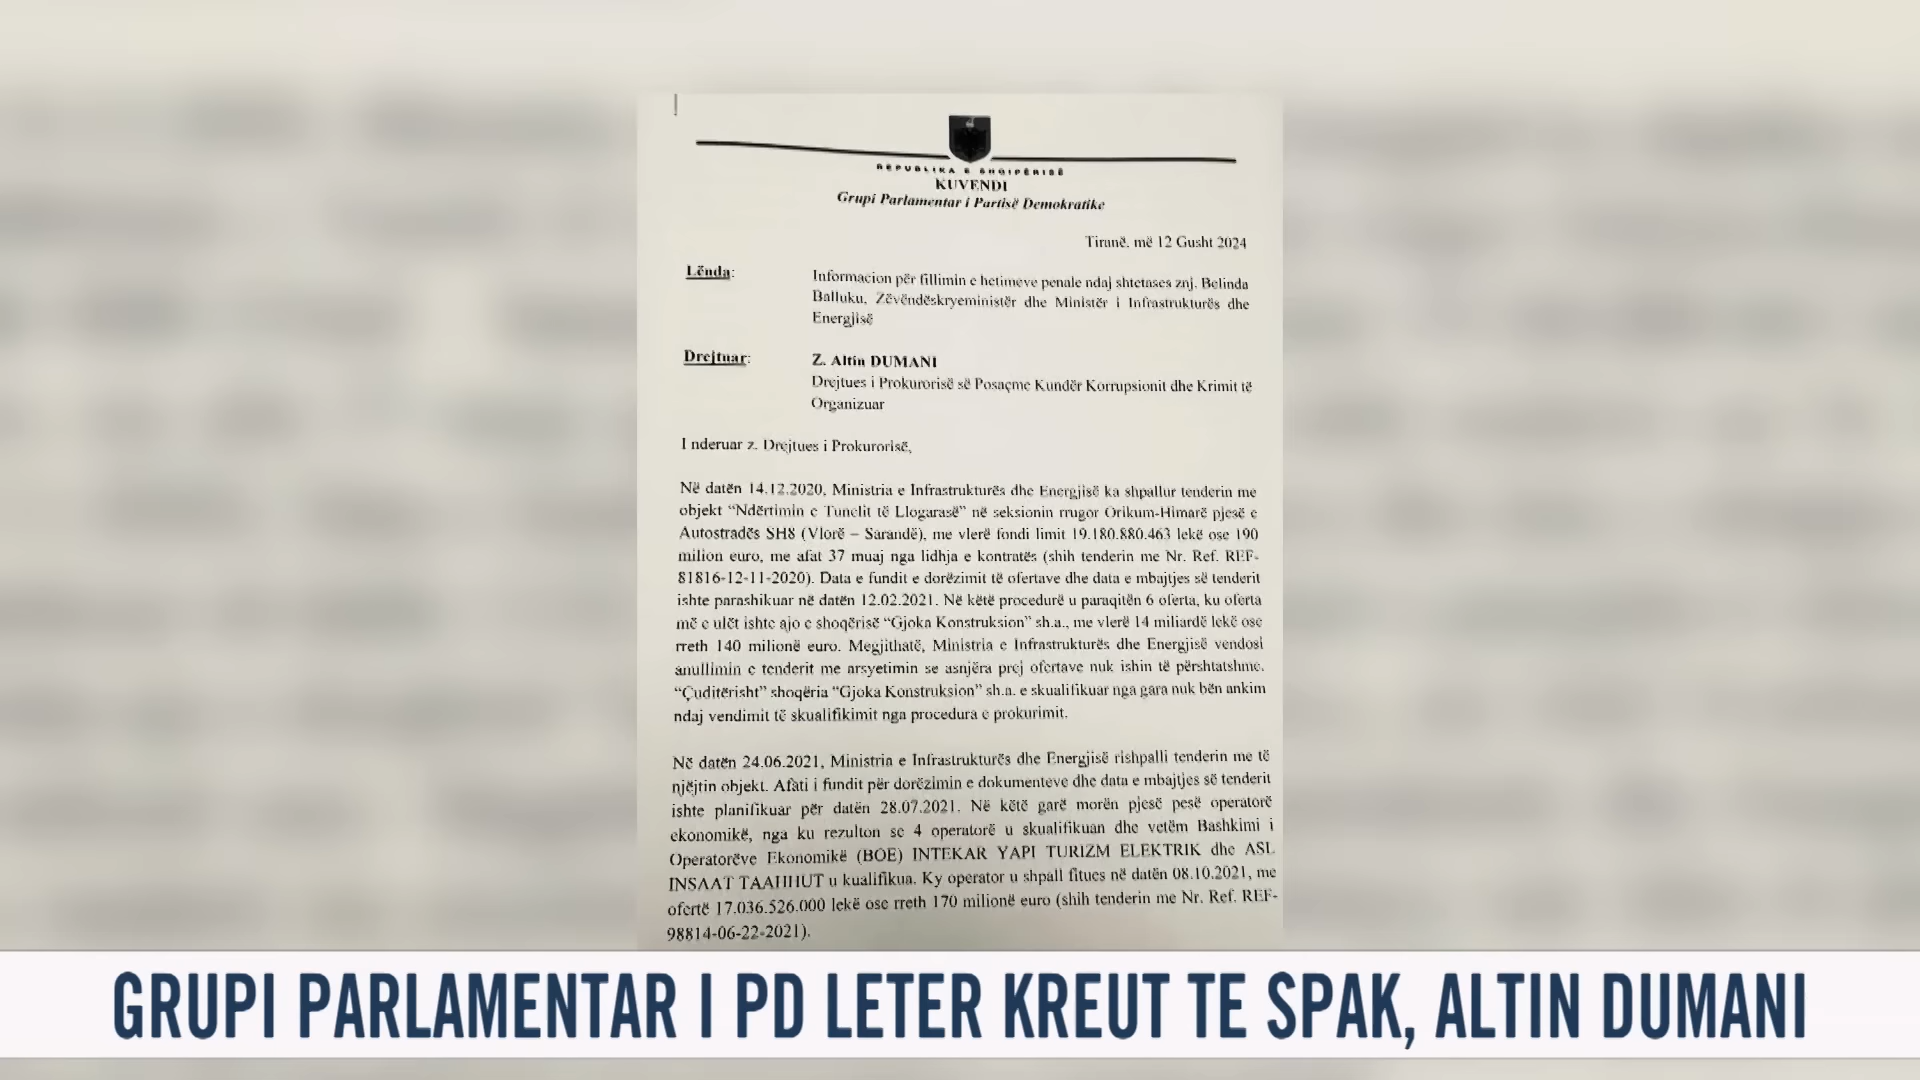 REPUBLIKA E SHQIPËRISË
KUVENDI
Grupi Parlamentar i Partisë Demokratike
Tiranë, më 12 Gusht 2024
Lënda:
Informacion për fillimin e hetimeve penale ndaj shtetases znj. Belinda
Balluku, Zëvëndëskryeministër dhe Ministër i Infrastrukturës dhe
Energjisë
Drejtuar:
Z. Altin DUMANI
Drejtues i Prokurorisë së Posaçme Kundër Korrupsionit dhe Krimit të
Organizuar
I nderuar z. Drejtues i Prokurorisë,
Në datën 14.12.2020, Ministria e Infrastrukturës dhe Energjisë ka shpallur tenderin me
objekt “Ndërtimin e Tunelit të Llogarasë” në seksionin rrugor Orikum-Himarë pjesë e
Autostradës SH8 (Vlorë – Sarandë), me vlerë fondi limit 19.180.880.463 lekë ose 190
milion euro, me afat 37 muaj nga lidhja e kontratës (shih tenderin me Nr. Ref. REF-
81816-12-11-2020). Data e fundit e dorëzimit të ofertave dhe data e mbajtjes së tenderit
ishte parashikuar në datën 12.02.2021. Në këtë procedurë u paraqitën 6 oferta, ku oferta
më e ulët ishte ajo e shoqërisë “Gjoka Konstruksion” sh.a., me vlerë 14 miliardë lekë ose
rreth 140 milionë euro. Megjithatë, Ministria e Infrastrukturës dhe Energjisë vendosi
anullimin e tenderit me arsyetimin se asnjëra prej ofertave nuk ishin të përshtatshme.
“Çuditërisht” shoqëria “Gjoka Konstruksion” sh.a. e skualifikuar nga gara nuk bën ankim
ndaj vendimit të skualifikimit nga procedura e prokurimit.
Në datën 24.06.2021, Ministria e Infrastrukturës dhe Energjisë rishpalli tenderin me të
njëjtin objekt. Afati i fundit për dorëzimin e dokumenteve dhe data e mbajtjes së tenderit
ishte planifikuar për datën 28.07.2021. Në këtë garë morën pjesë pesë operatorë
ekonomikë, nga ku rezulton se 4 operatorë u skualifikuan dhe vetëm Bashkimi i
Operatorëve Ekonomikë (BOE) INTEKAR YAPI TURIZM ELEKTRIK dhe ASL
INSAAT TAAHHUT u kualifikua. Ky operator u shpall fitues në datën 08.10.2021, me
ofertë 17.036.526.000 lekë ose rreth 170 milionë euro (shih tenderin me Nr. Ref. REF-
98814-06-22-2021).
GRUPI PARLAMENTAR I PD LETER KREUT TE SPAK, ALTIN DUMANI